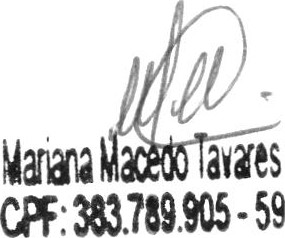 Mariana Macedo Tavares
CPF: 383.789.905 - 59